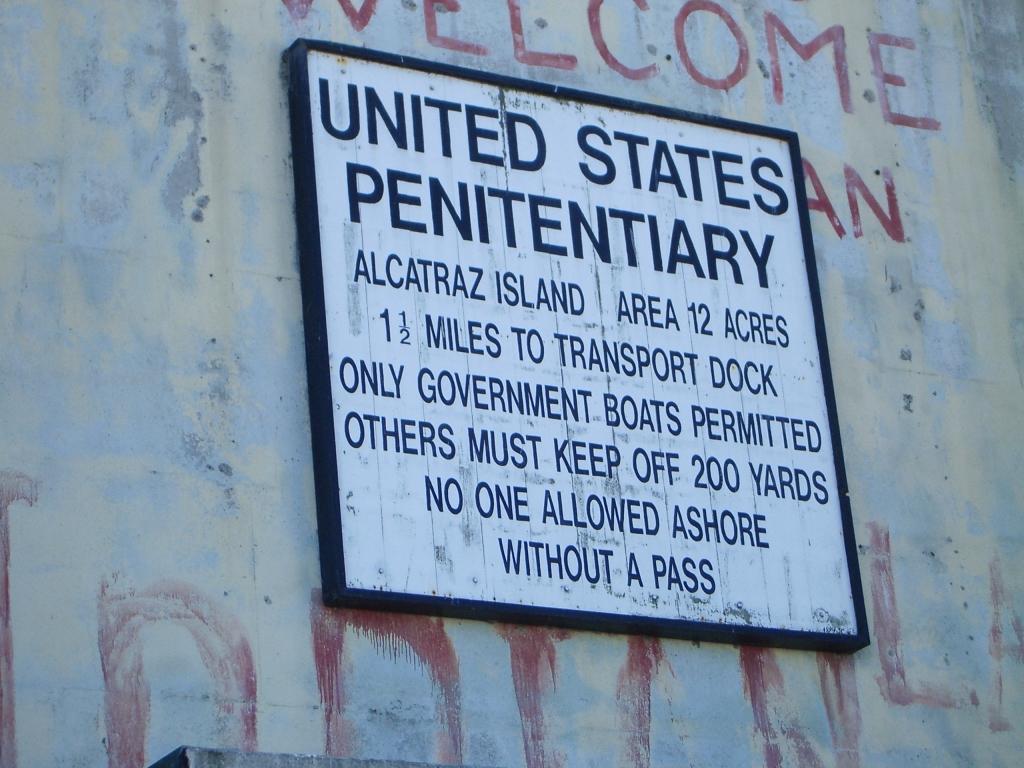 WELCOME
UNITED STATES
PENITENTIARY
ALCATRAZ ISLAND AREA 12 ACRES
1½ MILES TO TRANSPORT DOCK
ONLY GOVERNMENT BOATS PERMITTED
OTHERS MUST KEEP OFF 200 YARDS
NO ONE ALLOWED ASHORE
WITHOUT A PASS